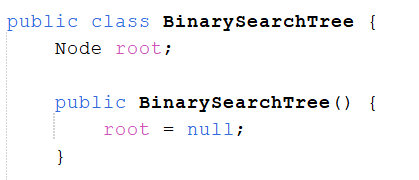 public class BinarySearchTree {
    Node root;

    public BinarySearchTree() {
        root = null;
    }